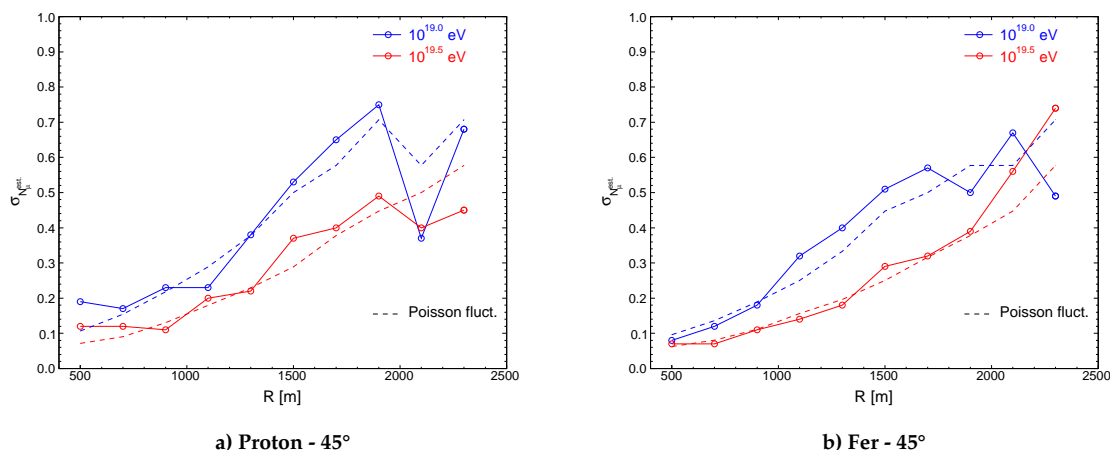 1.0
0.9
0.8
0.7
0.6
0.5
0.4
0.3
0.2
0.1
0.0
σ_{N_μ^{est.}}
10^{19.0} eV
10^{19.5} eV
Poisson fluct.
500 1000 1500 2000 2500
R [m]
a) Proton - 45°
1.0
0.9
0.8
0.7
0.6
0.5
0.4
0.3
0.2
0.1
0.0
σ_{N_μ^{est.}}
10^{19.0} eV
10^{19.5} eV
Poisson fluct.
500 1000 1500 2000 2500
R [m]
b) Fer - 45°